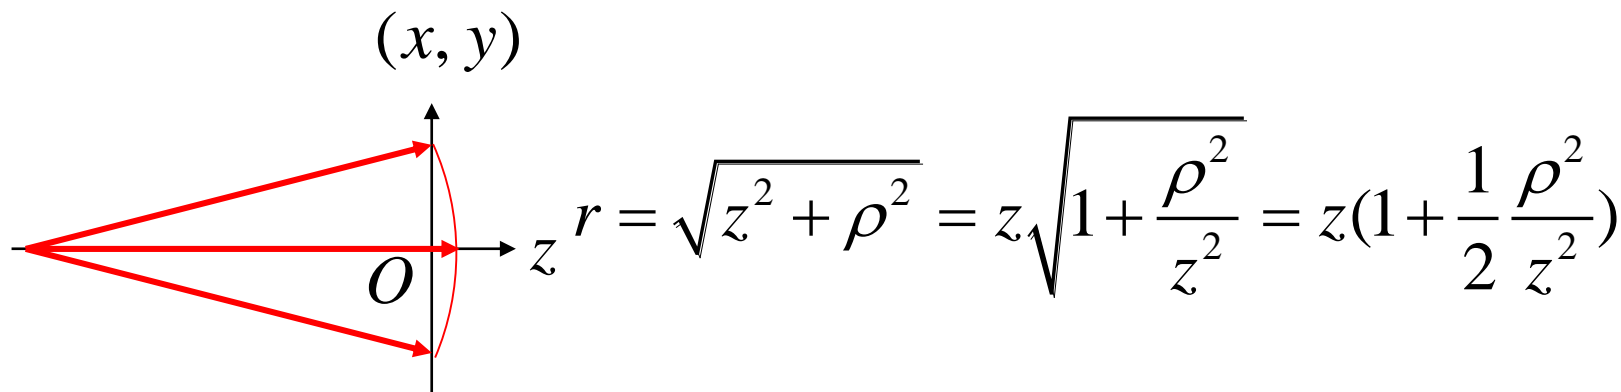 (x, y)
O
z
r = √(z² + ρ²) = z√(1 + ρ²/z²) = z(1 + 1/2 ρ²/z²)